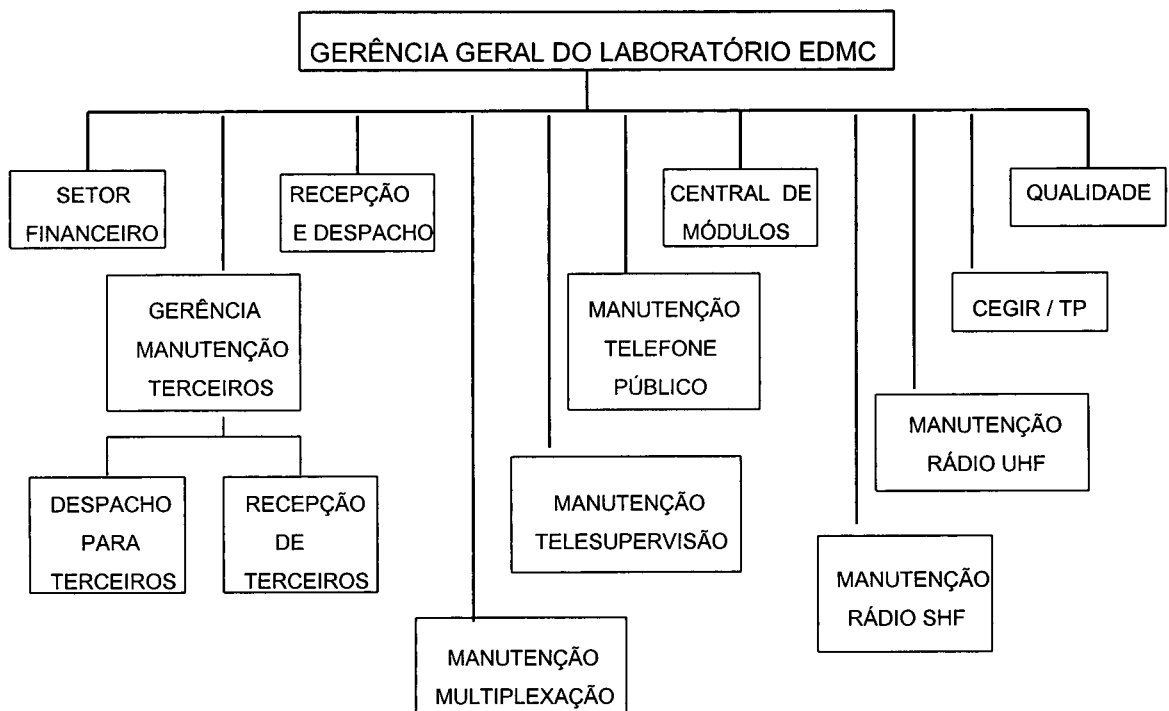 GERÊNCIA GERAL DO LABORATÓRIO EDMC
SETOR
FINANCEIRO
RECEPÇÃO
E DESPACHO
CENTRAL DE
MÓDULOS
QUALIDADE
GERÊNCIA
MANUTENÇÃO
TERCEIROS
MANUTENÇÃO
TELEFONE
PÚBLICO
CEGIR / TP
MANUTENÇÃO
RÁDIO UHF
DESPACHO
PARA
TERCEIROS
RECEPÇÃO
DE
TERCEIROS
MANUTENÇÃO
TELESUPERVISÃO
MANUTENÇÃO
RÁDIO SHF
MANUTENÇÃO
MULTIPLEXAÇÃO